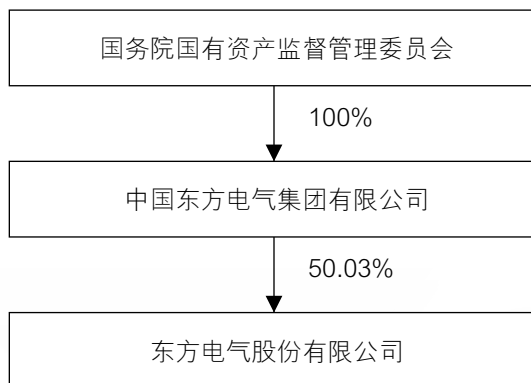 国务院国有资产监督管理委员会
100%
中国东方电气集团有限公司
50.03%
东方电气股份有限公司